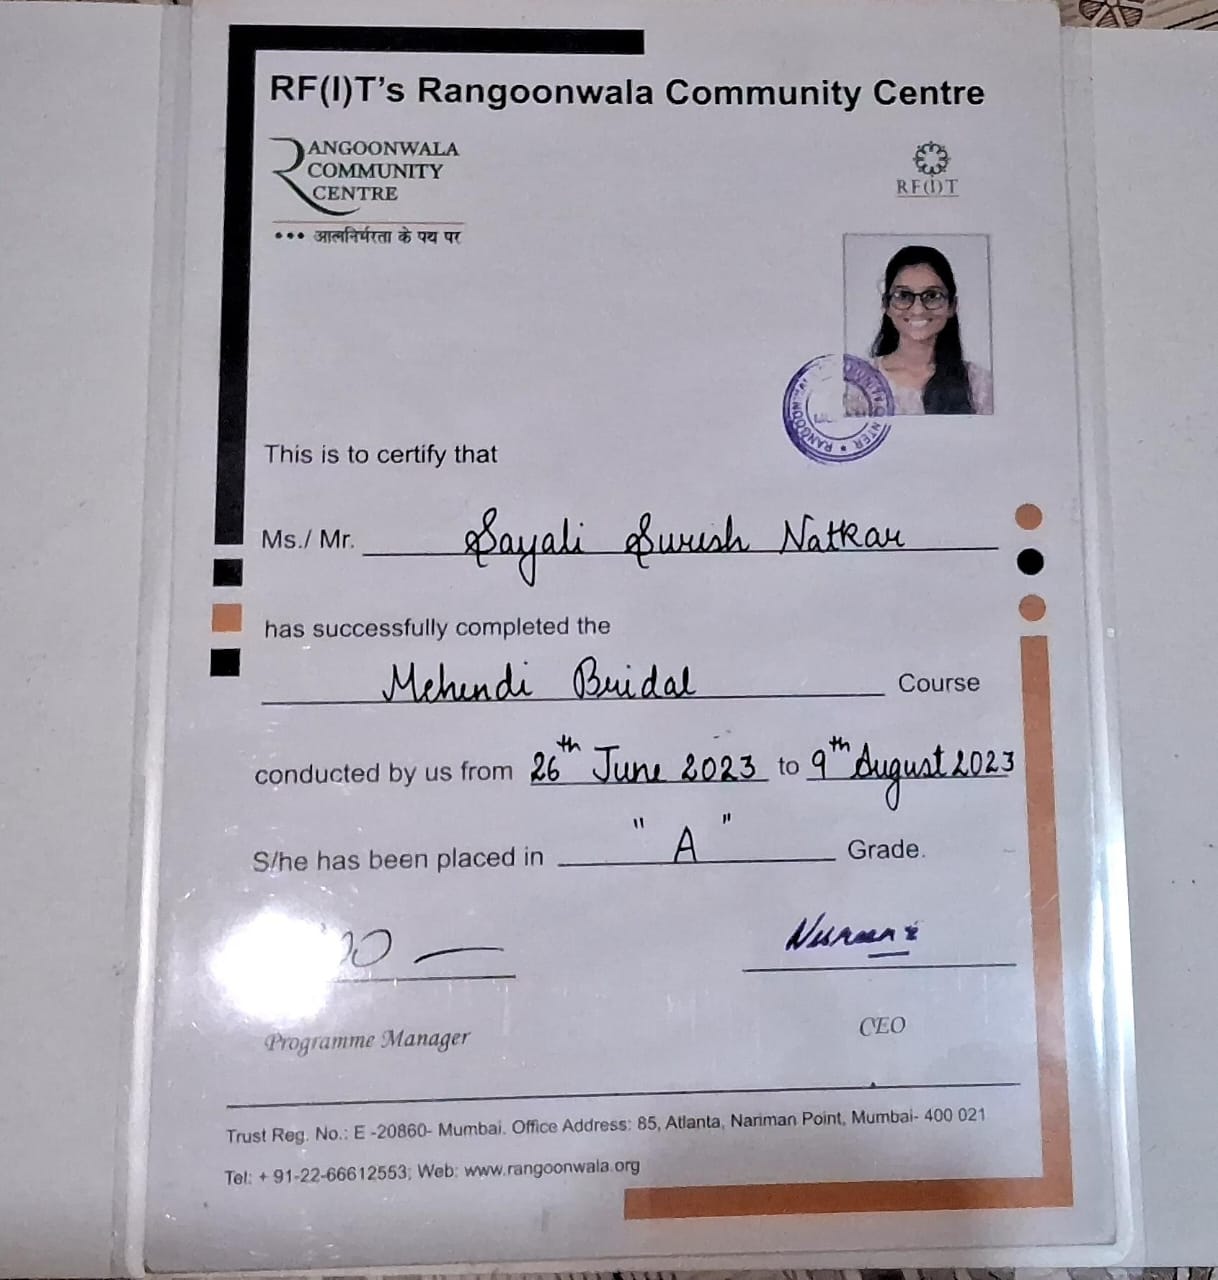 RF(I)T's Rangoonwala Community Centre
RANGOONWALA
COMMUNITY
CENTRE
••• आत्मनिर्भरता के पथ पर
RF(I)T
RANGOONWALA
This is to certify that
Ms./ Mr. Sayali Suresh Natkar
has successfully completed the
Mehendi Bridal Course
conducted by us from 26th June 2023 to 9th August 2023
S/he has been placed in "A" Grade.
Programme Manager
CEO
Trust Reg. No.: E -20860- Mumbai. Office Address: 85, Atlanta, Nariman Point, Mumbai- 400 021
Tel: + 91-22-66612553; Web: www.rangoonwala.org